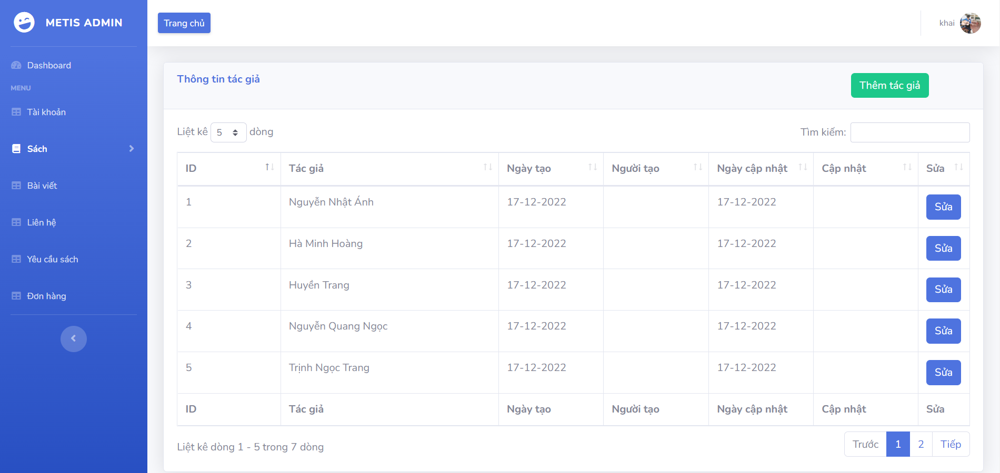 METIS ADMIN
Trang chủ
khai
Dashboard
MENU
Tài khoản
Sách
Bài viết
Liên hệ
Yêu cầu sách
Đơn hàng
Thông tin tác giả
Thêm tác giả
Liệt kê 5 dòng
Tìm kiếm:
ID Tác giả Ngày tạo Người tạo Ngày cập nhật Cập nhật Sửa
1 Nguyễn Nhật Ánh 17-12-2022 17-12-2022 Sửa
2 Hà Minh Hoàng 17-12-2022 17-12-2022 Sửa
3 Huyền Trang 17-12-2022 17-12-2022 Sửa
4 Nguyễn Quang Ngọc 17-12-2022 17-12-2022 Sửa
5 Trịnh Ngọc Trang 17-12-2022 17-12-2022 Sửa
ID Tác giả Ngày tạo Người tạo Ngày cập nhật Cập nhật Sửa
Liệt kê dòng 1 - 5 trong 7 dòng
Trước 1 2 Tiếp